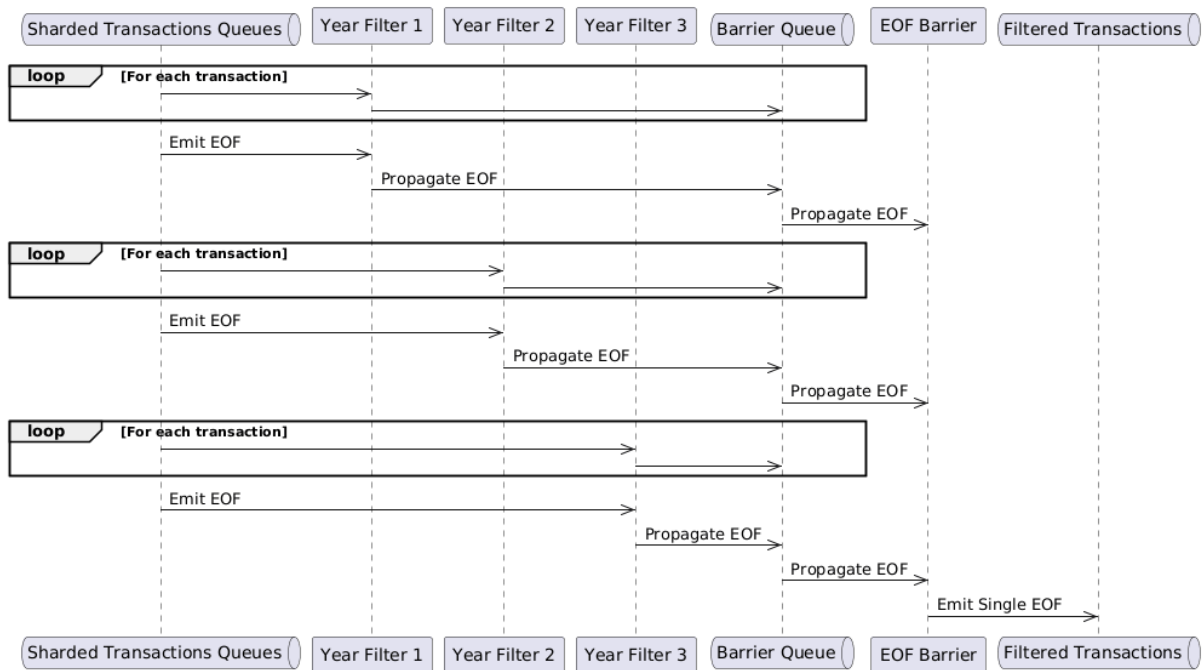 Sharded Transactions Queues
Year Filter 1
Year Filter 2
Year Filter 3
Barrier Queue
EOF Barrier
Filtered Transactions
loop [For each transaction]
Emit EOF
Propagate EOF
Propagate EOF
loop [For each transaction]
Emit EOF
Propagate EOF
Propagate EOF
loop [For each transaction]
Emit EOF
Propagate EOF
Propagate EOF
Emit Single EOF
Sharded Transactions Queues
Year Filter 1
Year Filter 2
Year Filter 3
Barrier Queue
EOF Barrier
Filtered Transactions